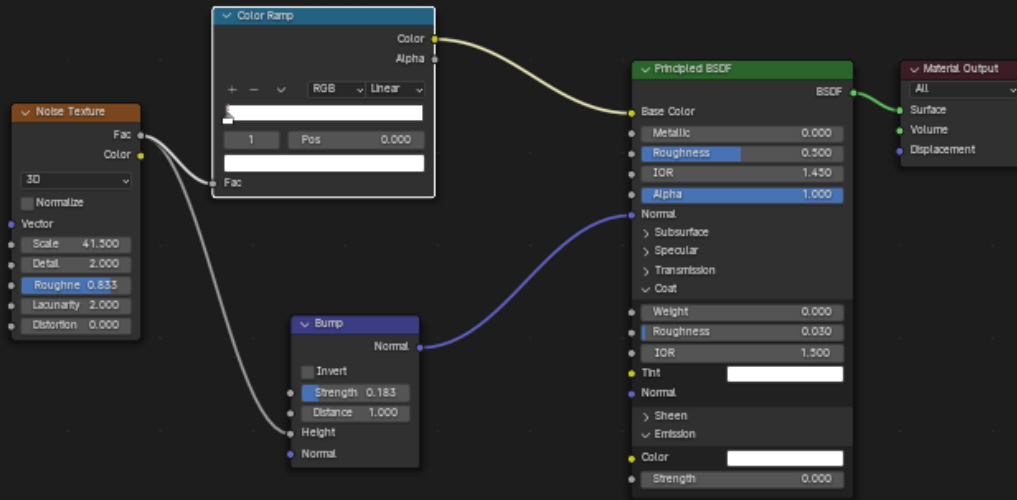 Noise Texture
Fac
Color
3D
Normalize
Vector
Scale 41.500
Detail 2.000
Roughne 0.833
Lacunarity 2.000
Distortion 0.000
Color Ramp
Color
Alpha
+ −
RGB Linear
1 Pos 0.000
Fac
Bump
Normal
Invert
Strength 0.183
Distance 1.000
Height
Normal
Principled BSDF
BSDF
Base Color
Metallic 0.000
Roughness 0.500
IOR 1.450
Alpha 1.000
Normal
Subsurface
Specular
Transmission
Coat
Weight 0.000
Roughness 0.030
IOR 1.500
Tint
Normal
Sheen
Emission
Color
Strength 0.000
Material Output
All
Surface
Volume
Displacement